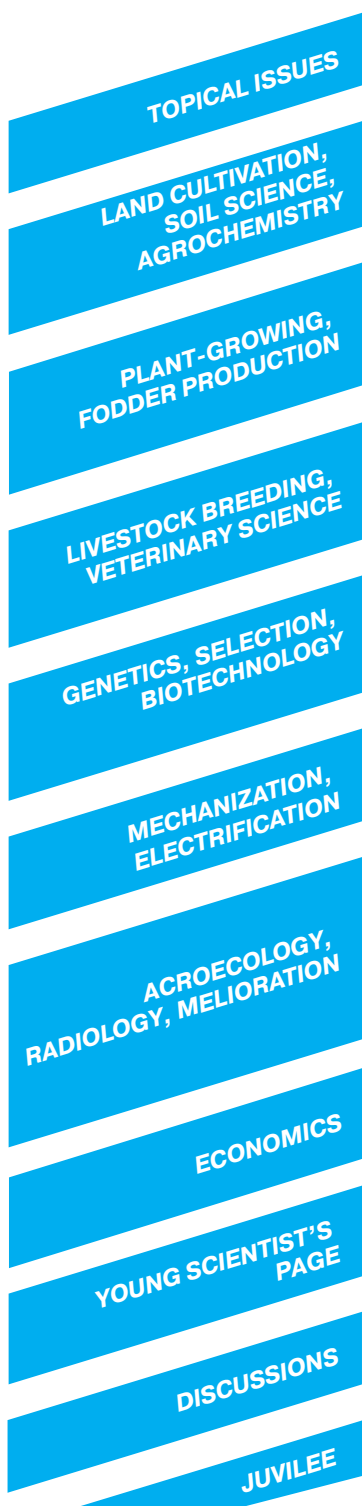 TOPICAL ISSUES
LAND CULTIVATION,
SOIL SCIENCE,
AGROCHEMISTRY
PLANT-GROWING,
FODDER PRODUCTION
LIVESTOCK BREEDING,
VETERINARY SCIENCE
GENETICS, SELECTION,
BIOTECHNOLOGY
MECHANIZATION,
ELECTRIFICATION
ACROECOLOGY,
RADIOLOGY, MELIORATION
ECONOMICS
YOUNG SCIENTIST'S
PAGE
DISCUSSIONS
JUVILEE